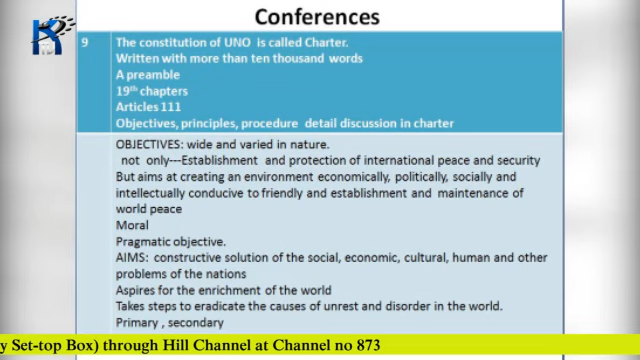 Conferences
9 The constitution of UNO is called Charter.
Written with more than ten thousand words
A preamble
19th chapters
Articles 111
Objectives, principles, procedure detail discussion in charter
OBJECTIVES: wide and varied in nature.
not only---Establishment and protection of international peace and security
But aims at creating an environment economically, politically, socially and
intellectually conducive to friendly and establishment and maintenance of
world peace
Moral
Pragmatic objective.
AIMS: constructive solution of the social, economic, cultural, human and other
problems of the nations
Aspires for the enrichment of the world
Takes steps to eradicate the causes of unrest and disorder in the world.
Primary , secondary
y Set-top Box) through Hill Channel at Channel no 873